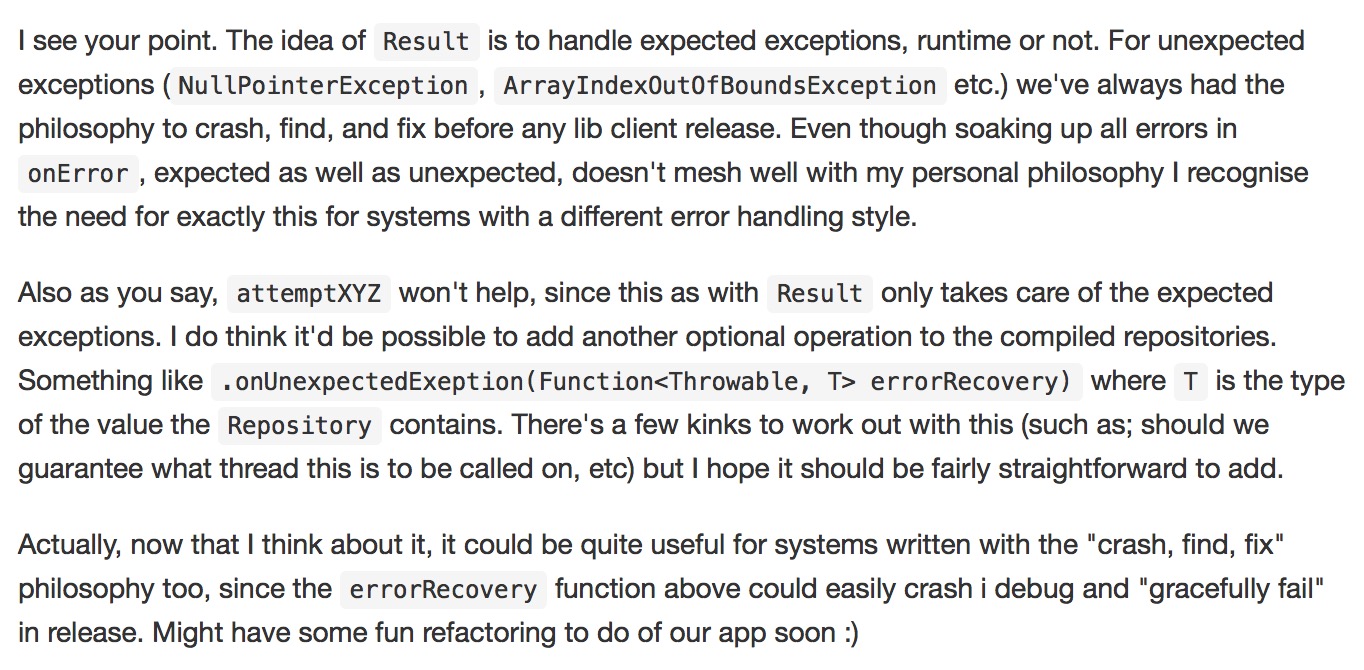 I see your point. The idea of Result is to handle expected exceptions, runtime or not. For unexpected
exceptions ( NullPointerException , ArrayIndexOutOfBoundsException etc.) we've always had the
philosophy to crash, find, and fix before any lib client release. Even though soaking up all errors in
onError , expected as well as unexpected, doesn't mesh well with my personal philosophy I recognise
the need for exactly this for systems with a different error handling style.
Also as you say, attemptXYZ won't help, since this as with Result only takes care of the expected
exceptions. I do think it'd be possible to add another optional operation to the compiled repositories.
Something like .onUnexpectedExeption(Function<Throwable, T> errorRecovery) where T is the type
of the value the Repository contains. There's a few kinks to work out with this (such as; should we
guarantee what thread this is to be called on, etc) but I hope it should be fairly straightforward to add.
Actually, now that I think about it, it could be quite useful for systems written with the "crash, find, fix"
philosophy too, since the errorRecovery function above could easily crash i debug and "gracefully fail"
in release. Might have some fun refactoring to do of our app soon :)